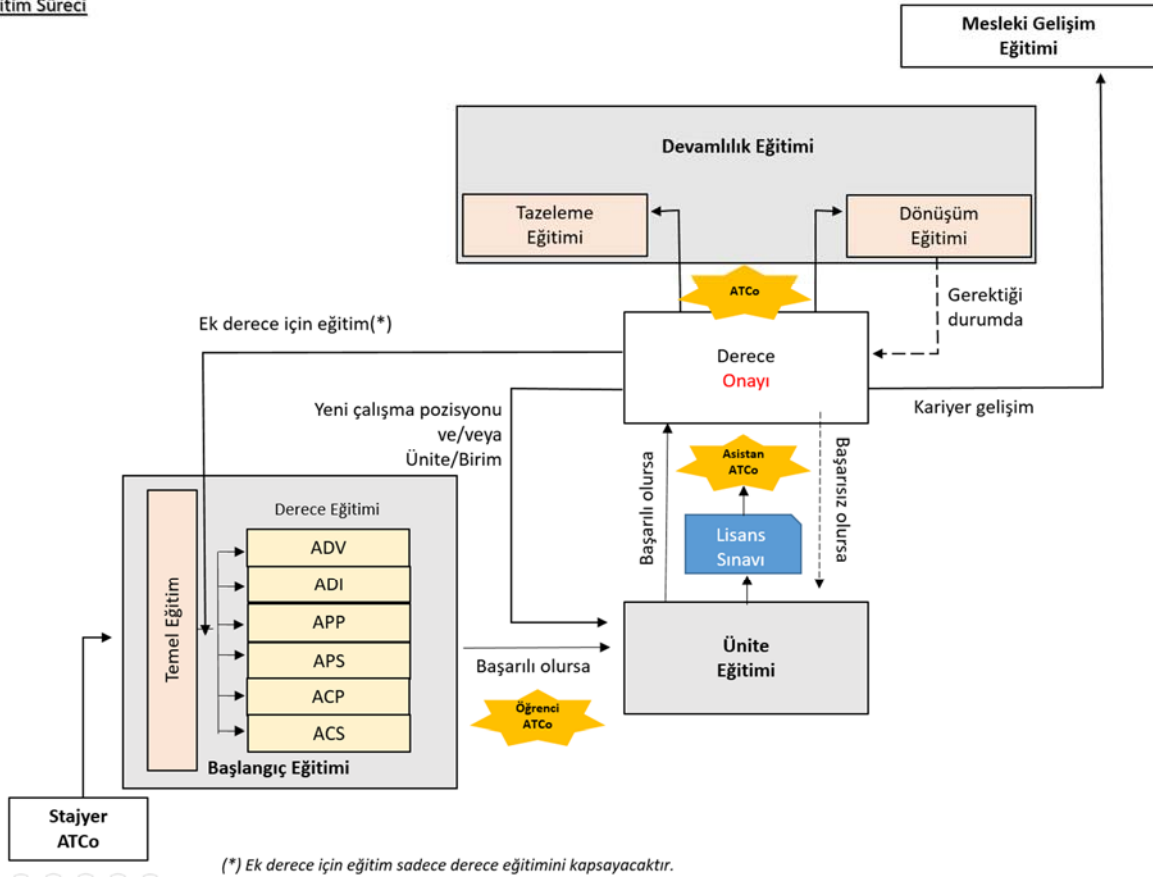 itim Süreci
Mesleki Gelişim
Eğitimi
Devamlılık Eğitimi
Tazeleme
Eğitimi
Dönüşüm
Eğitimi
ATCo
Gerektiği
durumda
Ek derece için eğitim(*)
Derece
Onayı
Kariyer gelişim
Yeni çalışma pozisyonu
ve/veya
Ünite/Birim
Başarılı olursa
Asistan
ATCo
Başarısız olursa
Lisans
Sınavı
Derece Eğitimi
Temel Eğitim
ADV
ADI
APP
APS
ACP
ACS
Başlangıç Eğitimi
Başarılı olursa
Öğrenci
ATCo
Ünite
Eğitimi
Stajyer
ATCo
(*) Ek derece için eğitim sadece derece eğitimini kapsayacaktır.